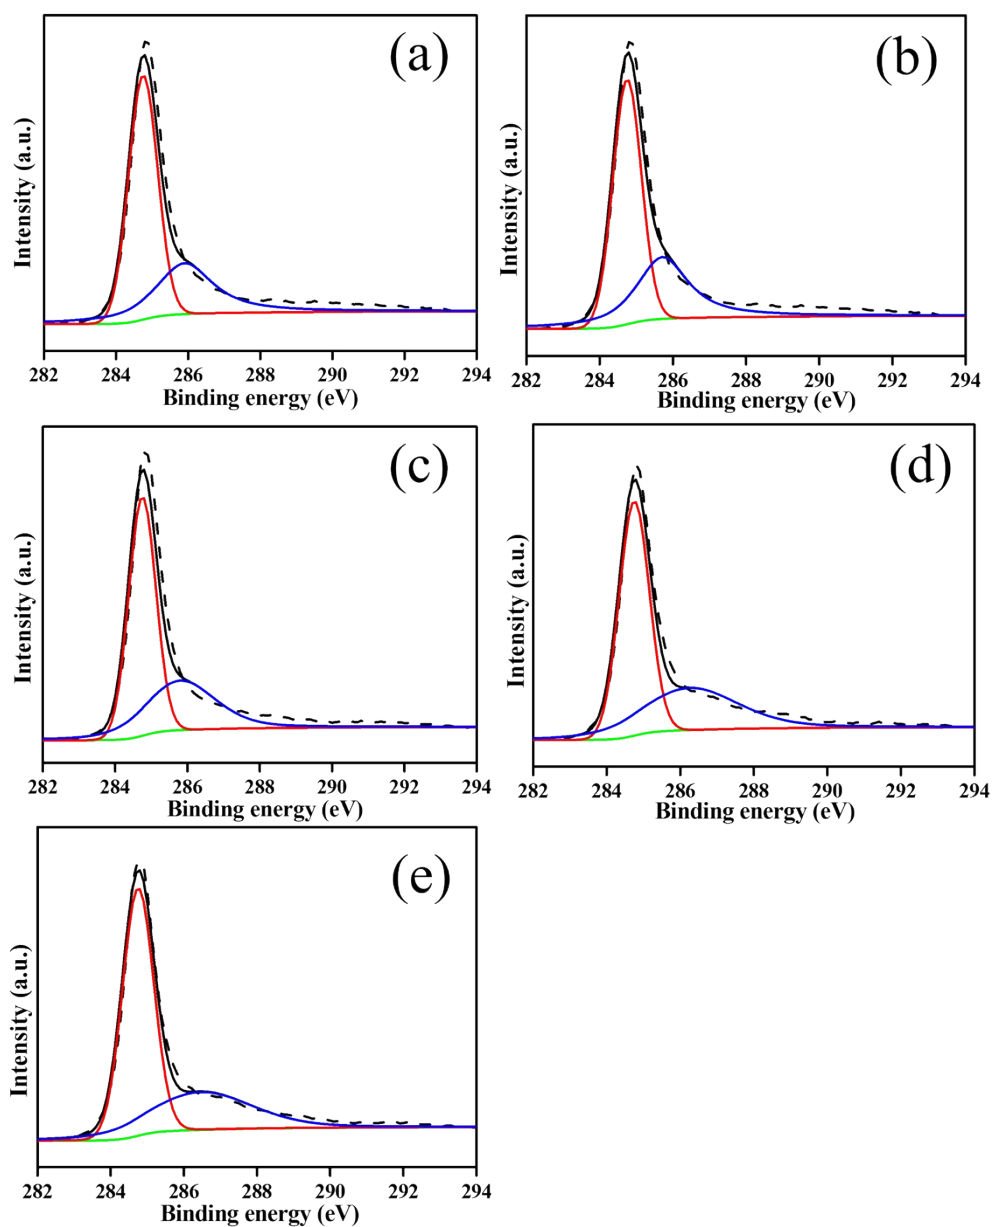 (a)
Intensity (a.u.)
282 284 286 288 290 292 294
Binding energy (eV)
(b)
Intensity (a.u.)
282 284 286 288 290 292 294
Binding energy (eV)
(c)
Intensity (a.u.)
282 284 286 288 290 292 294
Binding energy (eV)
(d)
Intensity (a.u.)
282 284 286 288 290 292 294
Binding energy (eV)
(e)
Intensity (a.u.)
282 284 286 288 290 292 294
Binding energy (eV)